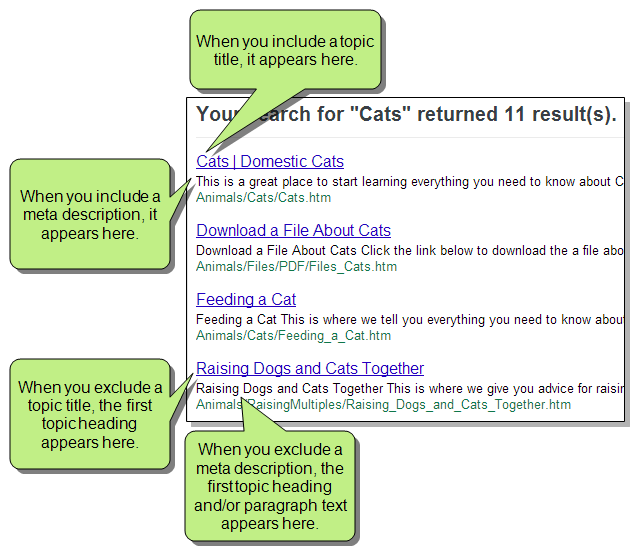 When you include a topic
title, it appears here.
Your search for "Cats" returned 11 result(s).
Cats | Domestic Cats
This is a great place to start learning everything you need to know about C
Animals/Cats/Cats.htm
When you include a
meta description, it
appears here.
Download a File About Cats
Download a File About Cats Click the link below to download the a file abo
Animals/Files/PDF/Files_Cats.htm
Feeding a Cat
Feeding a Cat This is where we tell you everything you need to know about
Animals/Cats/Feeding_a_Cat.htm
Raising Dogs and Cats Together
Raising Dogs and Cats Together This is where we give you advice for raisin
Animals/RaisingMultiples/Raising_Dogs_and_Cats_Together.htm
When you exclude a
topic title, the first
topic heading
appears here.
When you exclude a
meta description, the
first topic heading
and/or paragraph text
appears here.